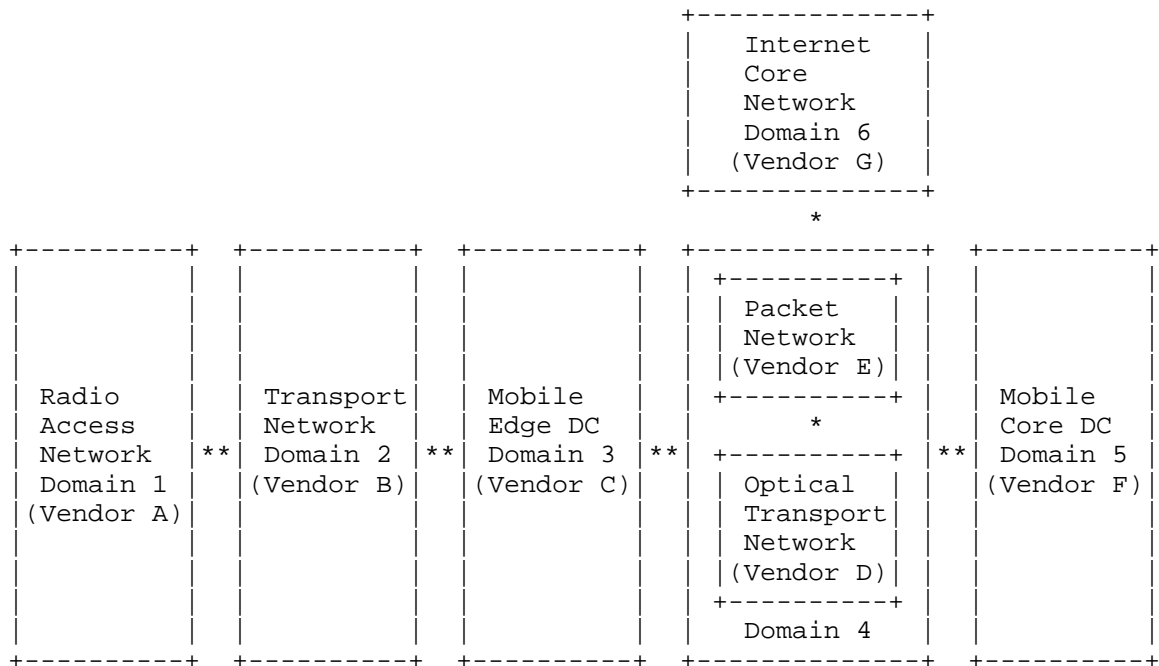 Internet
Core
Network
Domain 6
(Vendor G)
*
Packet
Network
(Vendor E)
Radio Transport Mobile Mobile
Access Network Edge DC * Core DC
Network ** Domain 2 ** Domain 3 ** ** Domain 5
Domain 1 (Vendor B) (Vendor C) Optical (Vendor F)
(Vendor A) Transport
Network
(Vendor D)
Domain 4